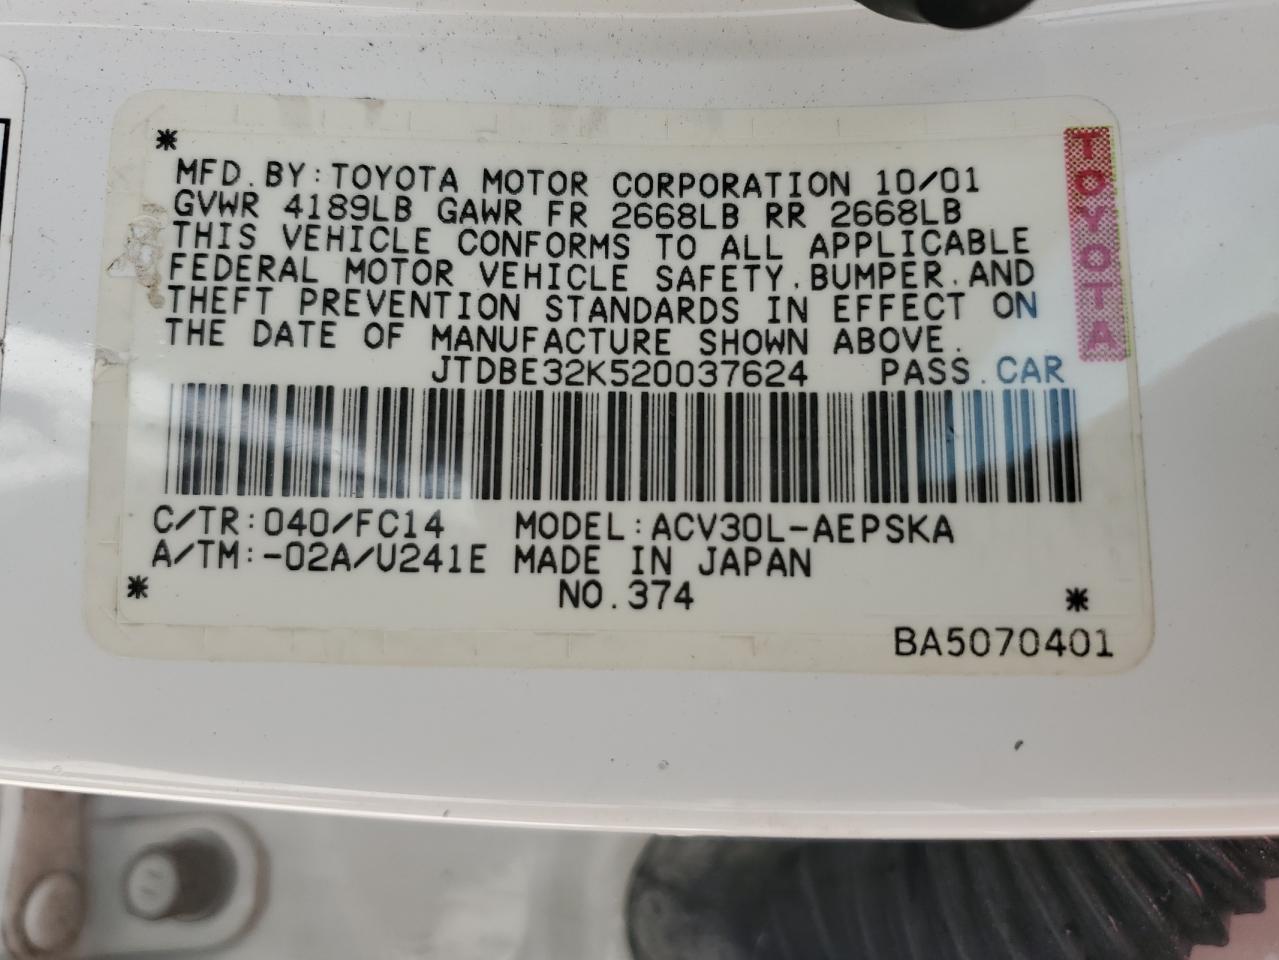 *
MFD. BY: TOYOTA MOTOR CORPORATION 10/01
GVWR 4189LB GAWR FR 2668LB RR 2668LB
THIS VEHICLE CONFORMS TO ALL APPLICABLE
FEDERAL MOTOR VEHICLE SAFETY, BUMPER, AND
THEFT PREVENTION STANDARDS IN EFFECT ON
THE DATE OF MANUFACTURE SHOWN ABOVE.
JTDBE32K520037624 PASS. CAR
C/TR: 040/FC14 MODEL: ACV30L-AEPSKA
A/TM: -02A/U241E MADE IN JAPAN
* NO. 374 *
BA5070401
TOYOTA